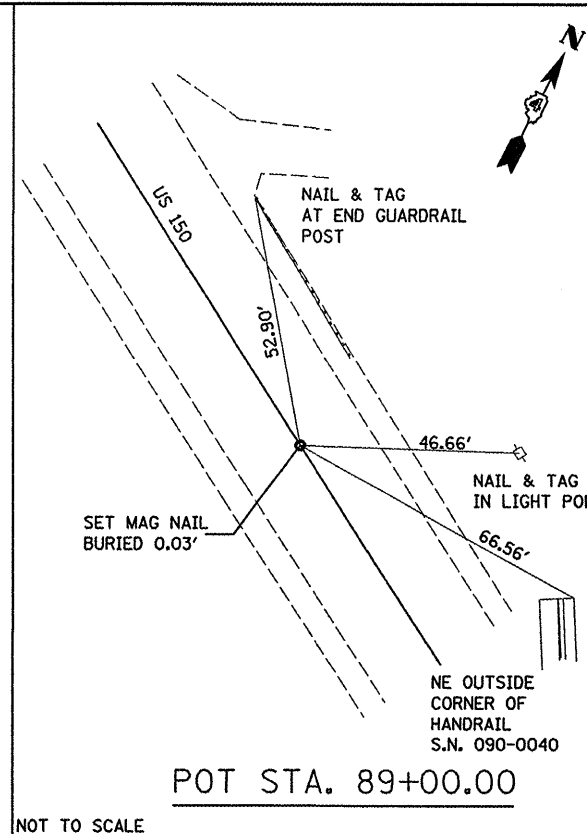 N
4
US 150
NAIL & TAG
AT END GUARDRAIL
POST
52.90'
46.66'
NAIL & TAG
IN LIGHT POL
66.56'
SET MAG NAIL
BURIED 0.03'
NE OUTSIDE
CORNER OF
HANDRAIL
S.N. 090-0040
POT STA. 89+00.00
NOT TO SCALE